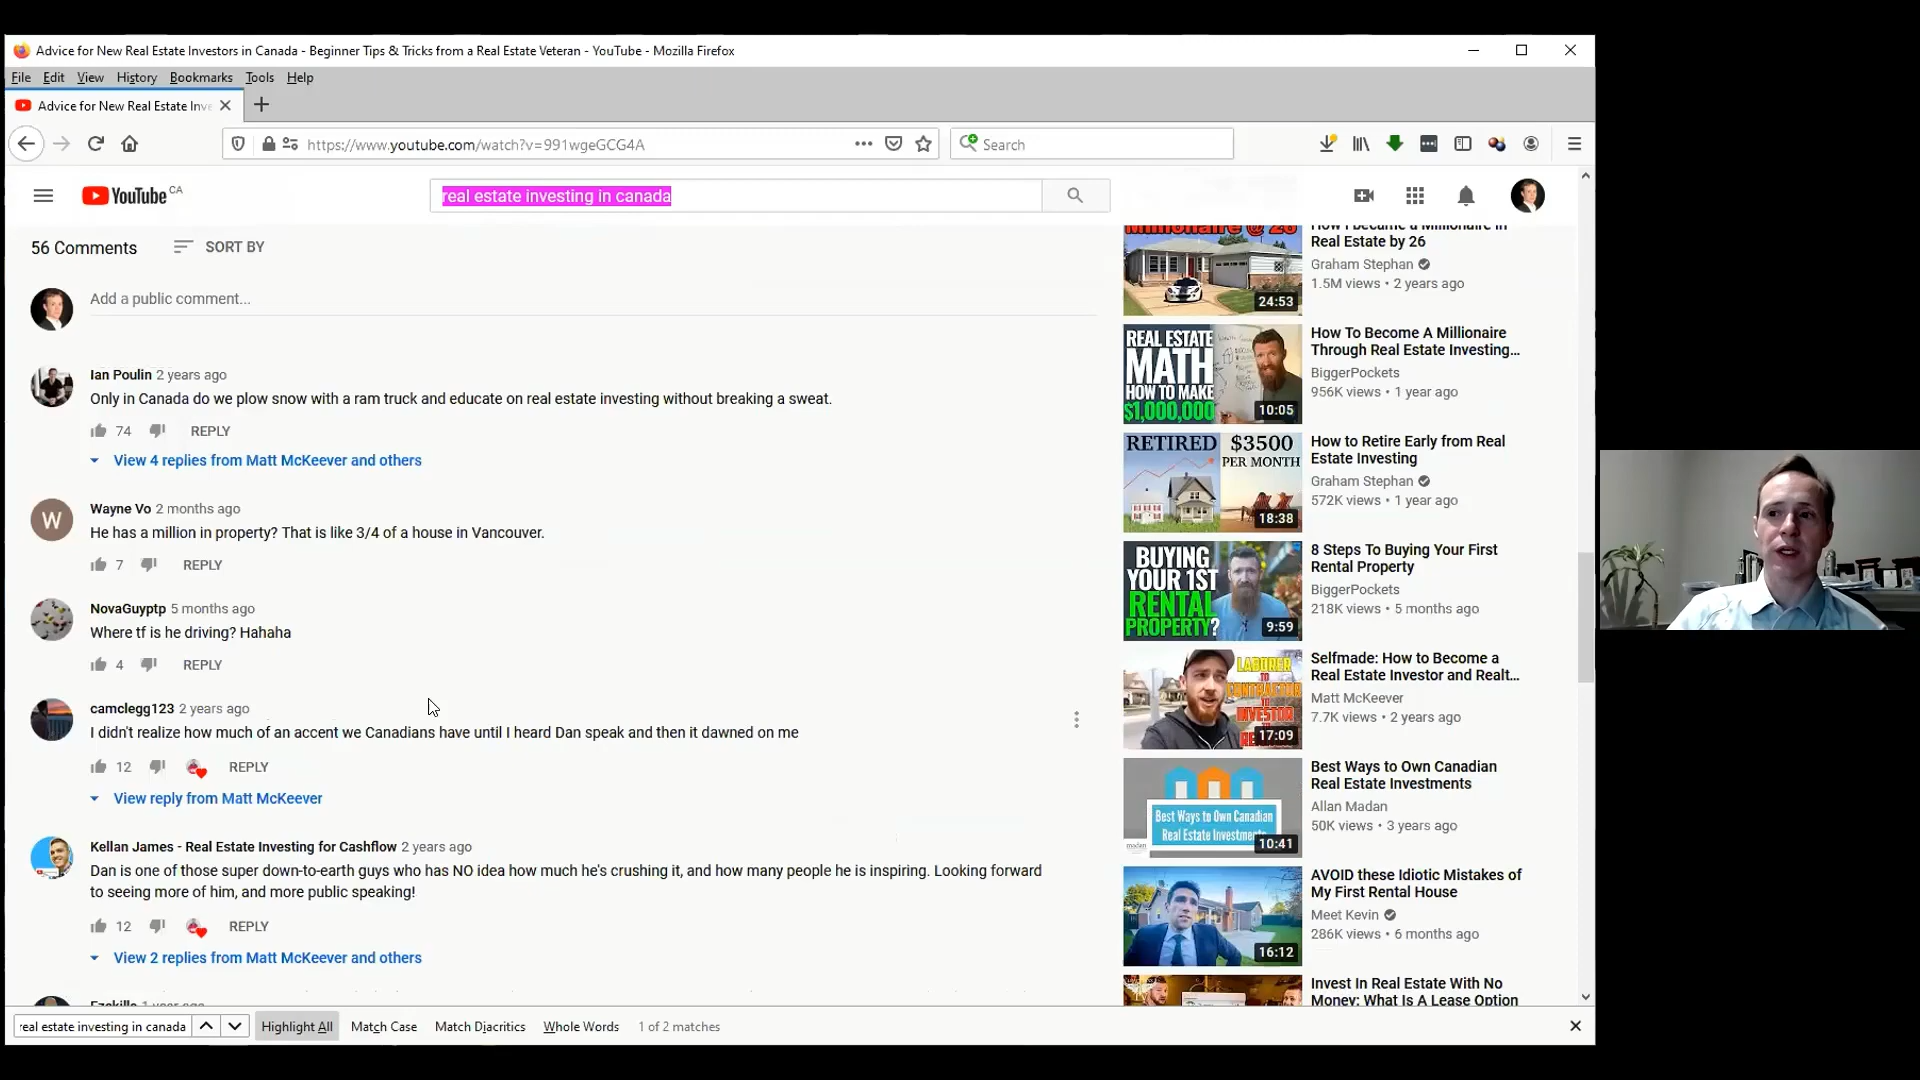 Advice for New Real Estate Investors in Canada - Beginner Tips & Tricks from a Real Estate Veteran - YouTube - Mozilla Firefox
File Edit View History Bookmarks Tools Help
Advice for New Real Estate Inve
https://www.youtube.com/watch?v=991wgeGCG4A
Search
YouTube CA
real estate investing in canada
56 Comments
SORT BY
Add a public comment...
Ian Poulin 2 years ago
Only in Canada do we plow snow with a ram truck and educate on real estate investing without breaking a sweat.
74 REPLY
View 4 replies from Matt McKeever and others
W
Wayne Vo 2 months ago
He has a million in property? That is like 3/4 of a house in Vancouver.
7 REPLY
NovaGuyptp 5 months ago
Where tf is he driving? Hahaha
4 REPLY
camclegg123 2 years ago
I didn't realize how much of an accent we Canadians have until I heard Dan speak and then it dawned on me
12 REPLY
View reply from Matt McKeever
Kellan James - Real Estate Investing for Cashflow 2 years ago
Dan is one of those super down-to-earth guys who has NO idea how much he's crushing it, and how many people he is inspiring. Looking forward
to seeing more of him, and more public speaking!
12 REPLY
View 2 replies from Matt McKeever and others
Ezekills 1 year ago
Millionaire @ 26
24:53
How I Became a Millionaire in
Real Estate by 26
Graham Stephan
1.5M views • 2 years ago
REAL ESTATE
MATH
HOW TO MAKE
$1,000,000
10:05
How To Become A Millionaire
Through Real Estate Investing...
BiggerPockets
956K views • 1 year ago
RETIRED $3500
PER MONTH
18:38
How to Retire Early from Real
Estate Investing
Graham Stephan
572K views • 1 year ago
BUYING
YOUR 1ST
RENTAL
PROPERTY?
9:59
8 Steps To Buying Your First
Rental Property
BiggerPockets
218K views • 5 months ago
LABORER
TO
CONTRACTOR
TO
INVESTOR
TO
17:09
Selfmade: How to Become a
Real Estate Investor and Realt...
Matt McKeever
7.7K views • 2 years ago
Best Ways to Own Canadian
Real Estate Investments
madan
10:41
Best Ways to Own Canadian
Real Estate Investments
Allan Madan
50K views • 3 years ago
16:12
AVOID these Idiotic Mistakes of
My First Rental House
Meet Kevin
286K views • 6 months ago
Invest In Real Estate With No
Money: What Is A Lease Option
eal estate investing in canada
Highlight All Match Case Match Diacritics Whole Words 1 of 2 matches